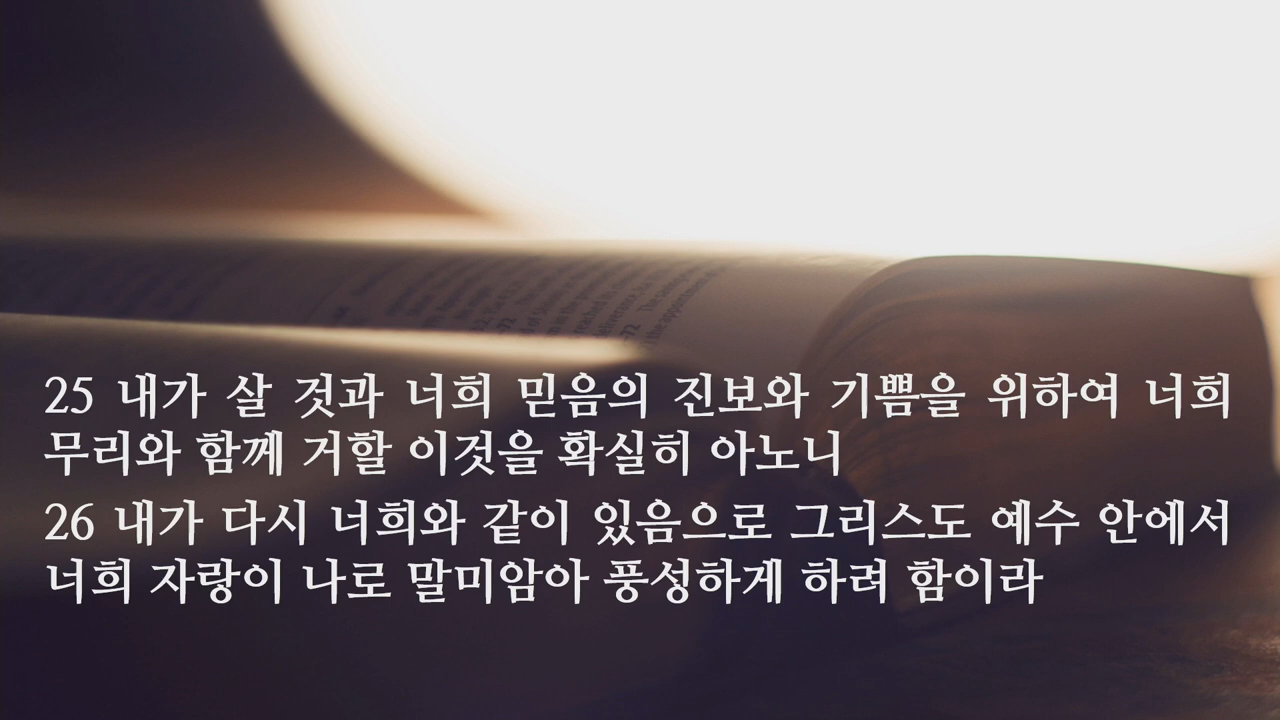 25 내가 살 것과 너희 믿음의 진보와 기쁨을 위하여 너희
무리와 함께 거할 이것을 확실히 아노니
26 내가 다시 너희와 같이 있음으로 그리스도 예수 안에서
너희 자랑이 나로 말미암아 풍성하게 하려 함이라